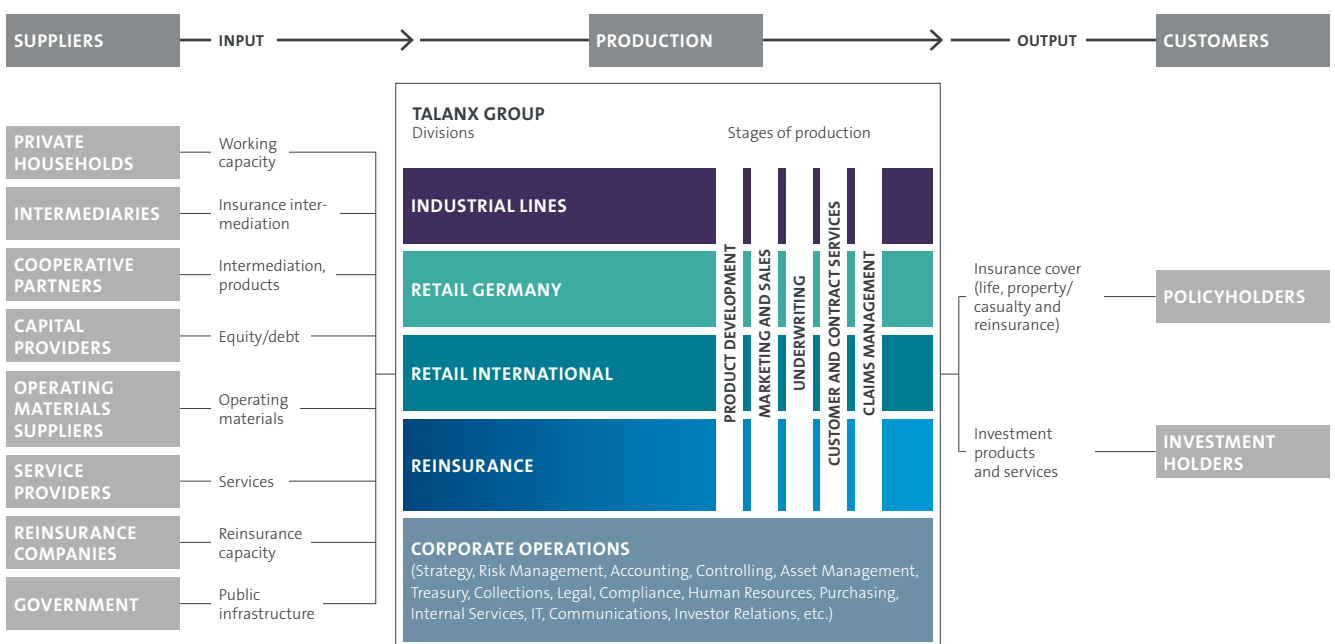 SUPPLIERS
INPUT
PRODUCTION
OUTPUT
CUSTOMERS
PRIVATE
HOUSEHOLDS
Working
capacity
INTERMEDIARIES
Insurance inter-
mediation
COOPERATIVE
PARTNERS
Intermediation,
products
CAPITAL
PROVIDERS
Equity/debt
OPERATING
MATERIALS
SUPPLIERS
Operating
materials
SERVICE
PROVIDERS
Services
REINSURANCE
COMPANIES
Reinsurance
capacity
GOVERNMENT
Public
infrastructure
TALANX GROUP
Divisions
Stages of production
INDUSTRIAL LINES
RETAIL GERMANY
RETAIL INTERNATIONAL
REINSURANCE
PRODUCT DEVELOPMENT
MARKETING AND SALES
UNDERWRITING
CUSTOMER AND CONTRACT SERVICES
CLAIMS MANAGEMENT
CORPORATE OPERATIONS
(Strategy, Risk Management, Accounting, Controlling, Asset Management,
Treasury, Collections, Legal, Compliance, Human Resources, Purchasing,
Internal Services, IT, Communications, Investor Relations, etc.)
Insurance cover
(life, property/
casualty and
reinsurance)
POLICYHOLDERS
Investment
products
and services
INVESTMENT
HOLDERS